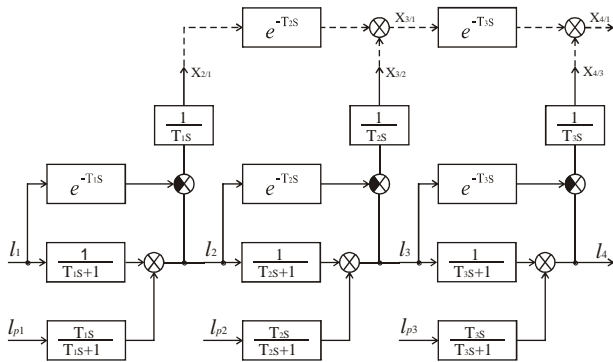 e^-T₂s
X3/1
e^-T₃s
X4/1
X2/1
X3/2
X4/3
1
T₁s
1
T₂s
1
T₃s
e^-T₁s
e^-T₂s
e^-T₃s
l₁
1
T₁s+1
l₂
1
T₂s+1
l₃
1
T₃s+1
l₄
lp1
T₁s
T₁s+1
lp2
T₂s
T₂s+1
lp3
T₃s
T₃s+1